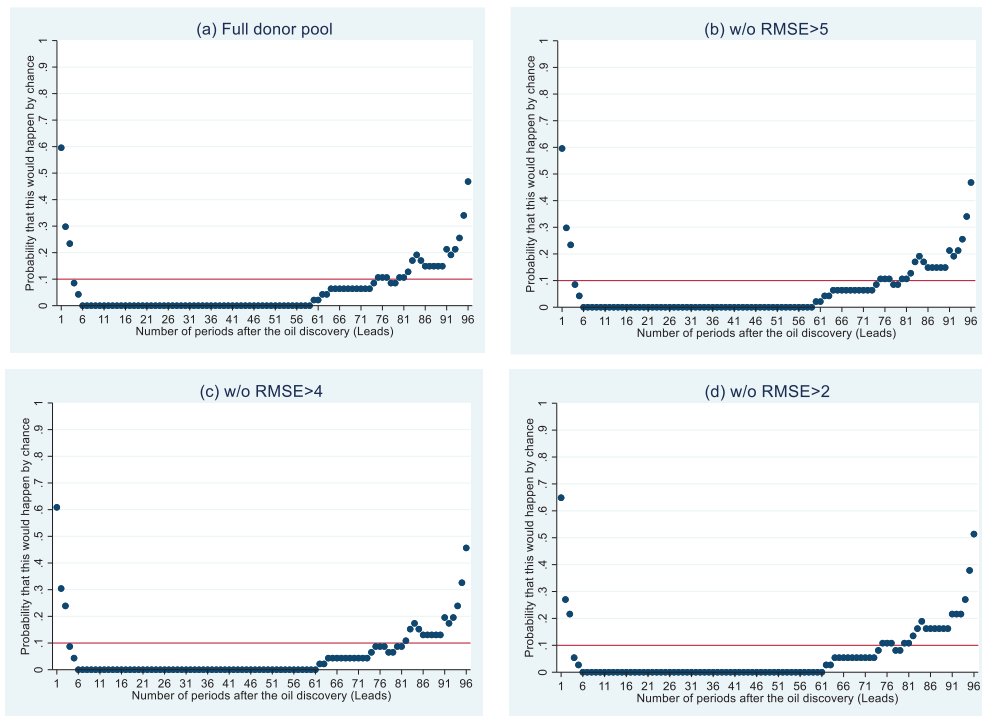 (a) Full donor pool
Probability that this would happen by chance
0 .1 .2 .3 .4 .5 .6 .7 .8 .9 1
1 6 11 16 21 26 31 36 41 46 51 56 61 66 71 76 81 86 91 96
Number of periods after the oil discovery (Leads)
(b) w/o RMSE>5
Probability that this would happen by chance
0 .1 .2 .3 .4 .5 .6 .7 .8 .9 1
1 6 11 16 21 26 31 36 41 46 51 56 61 66 71 76 81 86 91 96
Number of periods after the oil discovery (Leads)
(c) w/o RMSE>4
Probability that this would happen by chance
0 .1 .2 .3 .4 .5 .6 .7 .8 .9 1
1 6 11 16 21 26 31 36 41 46 51 56 61 66 71 76 81 86 91 96
Number of periods after the oil discovery (Leads)
(d) w/o RMSE>2
Probability that this would happen by chance
0 .1 .2 .3 .4 .5 .6 .7 .8 .9 1
1 6 11 16 21 26 31 36 41 46 51 56 61 66 71 76 81 86 91 96
Number of periods after the oil discovery (Leads)